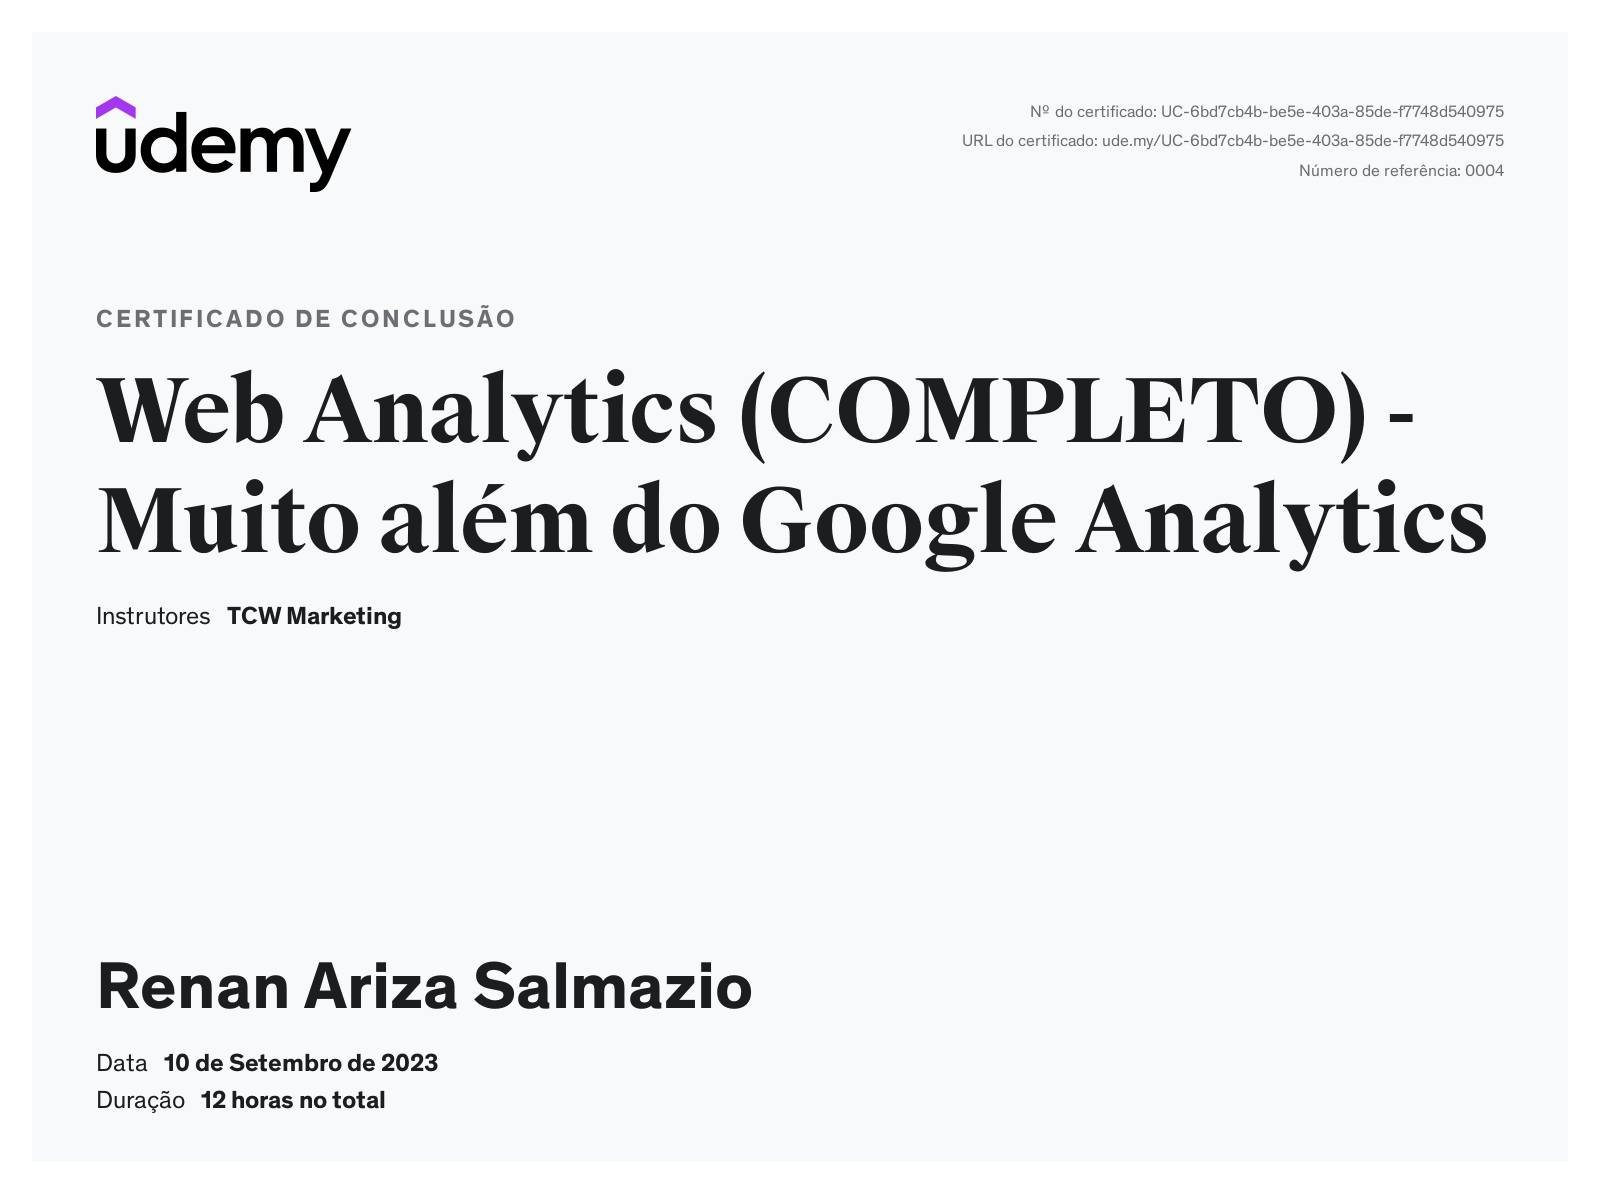 udemy
Nº do certificado: UC-6bd7cb4b-be5e-403a-85de-f7748d540975
URL do certificado: ude.my/UC-6bd7cb4b-be5e-403a-85de-f7748d540975
Número de referência: 0004
CERTIFICADO DE CONCLUSÃO
Web Analytics (COMPLETO) -
Muito além do Google Analytics
Instrutores TCW Marketing
Renan Ariza Salmazio
Data 10 de Setembro de 2023
Duração 12 horas no total